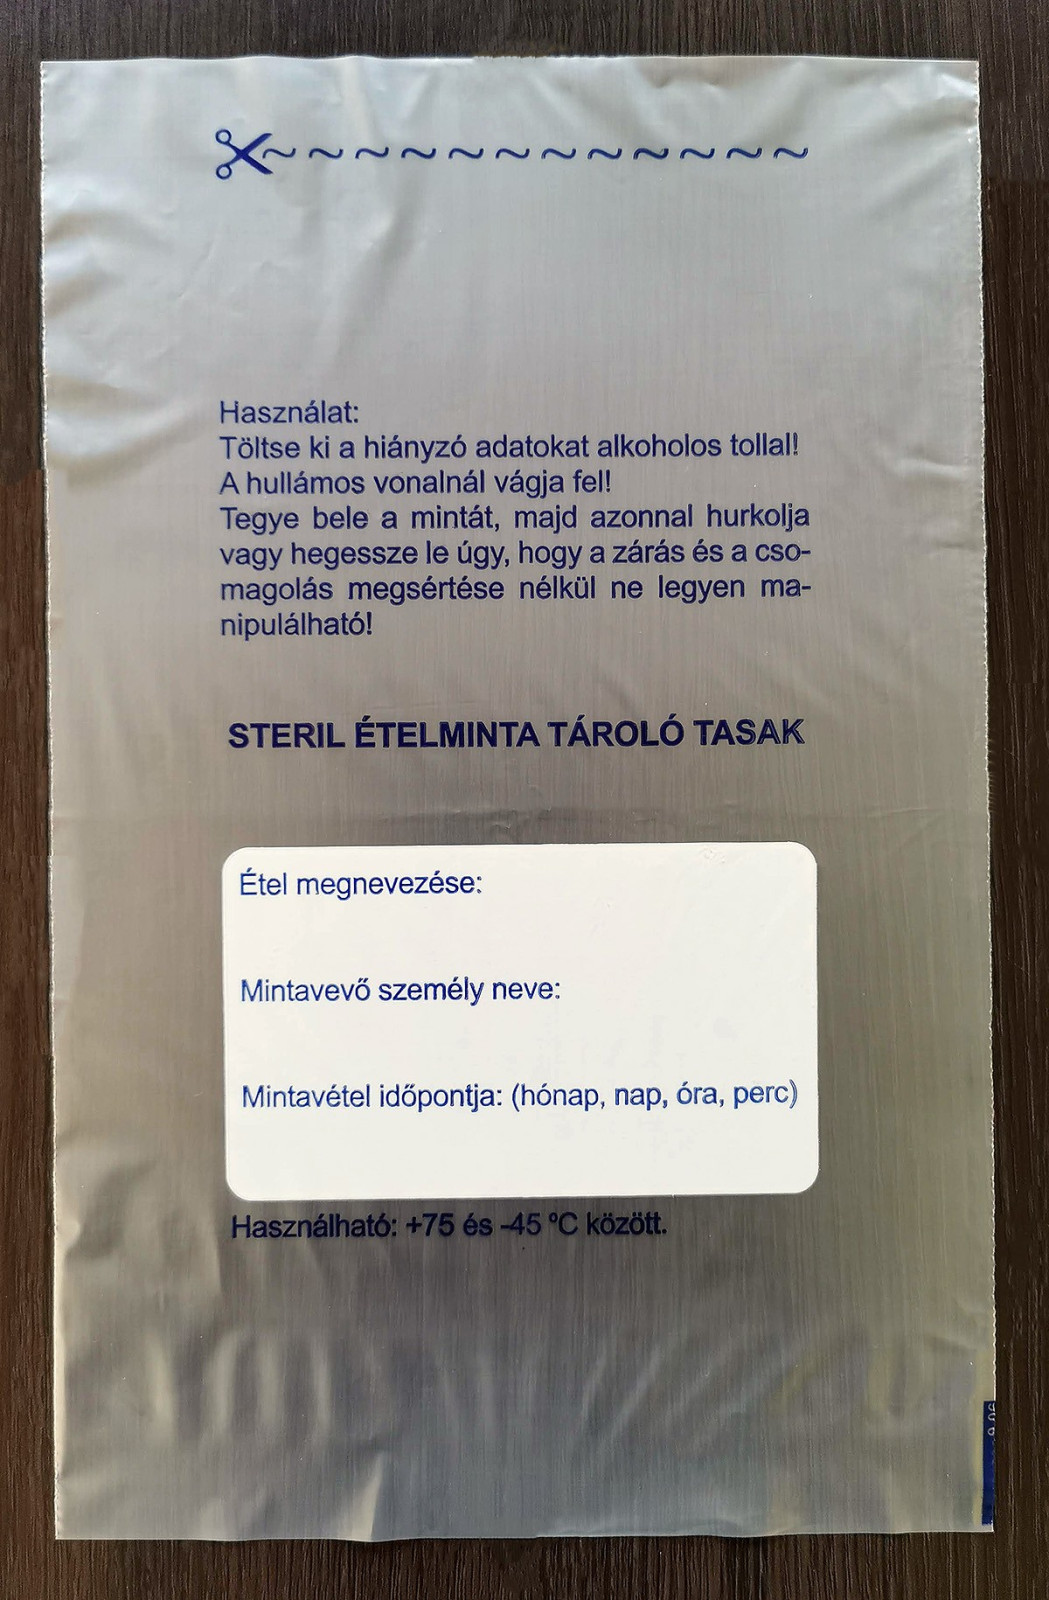 Használat:
Töltse ki a hiányzó adatokat alkoholos tollal!
A hullámos vonalnál vágja fel!
Tegye bele a mintát, majd azonnal hurkolja
vagy hegessze le úgy, hogy a zárás és a cso-
magolás megsértése nélkül ne legyen ma-
nipulálható!
STERIL ÉTELMINTA TÁROLÓ TASAK
Étel megnevezése:
Mintavevő személy neve:
Mintavétel időpontja: (hónap, nap, óra, perc)
Használható: +75 és -45 ºC között.